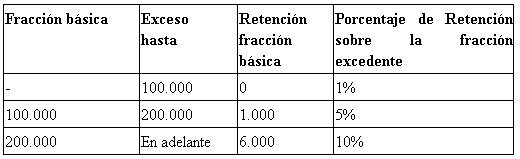 Fracción básica Exceso hasta Retención fracción básica Porcentaje de Retención sobre la fracción excedente
- 100.000 0 1%
100.000 200.000 1.000 5%
200.000 En adelante 6.000 10%